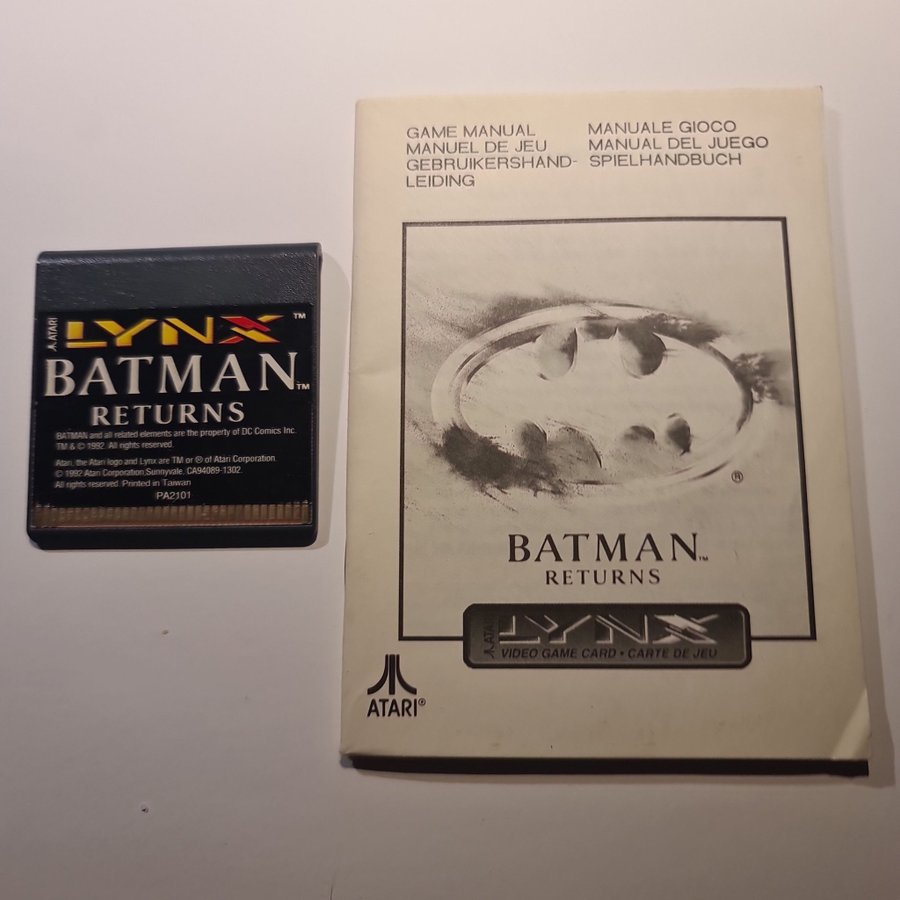 ATARI
LYNX™
BATMAN™
RETURNS
BATMAN and all related elements are the property of DC Comics Inc.
TM & © 1992. All rights reserved.
Atari, the Atari logo and Lynx are TM or ® of Atari Corporation.
© 1992 Atari Corporation, Sunnyvale, CA94089-1302.
All rights reserved. Printed in Taiwan
PA2101
GAME MANUAL
MANUEL DE JEU
GEBRUIKERSHAND-
LEIDING
MANUALE GIOCO
MANUAL DEL JUEGO
SPIELHANDBUCH
®
BATMAN™
RETURNS
ATARI
LYNX
VIDEO GAME CARD • CARTE DE JEU
ATARI®